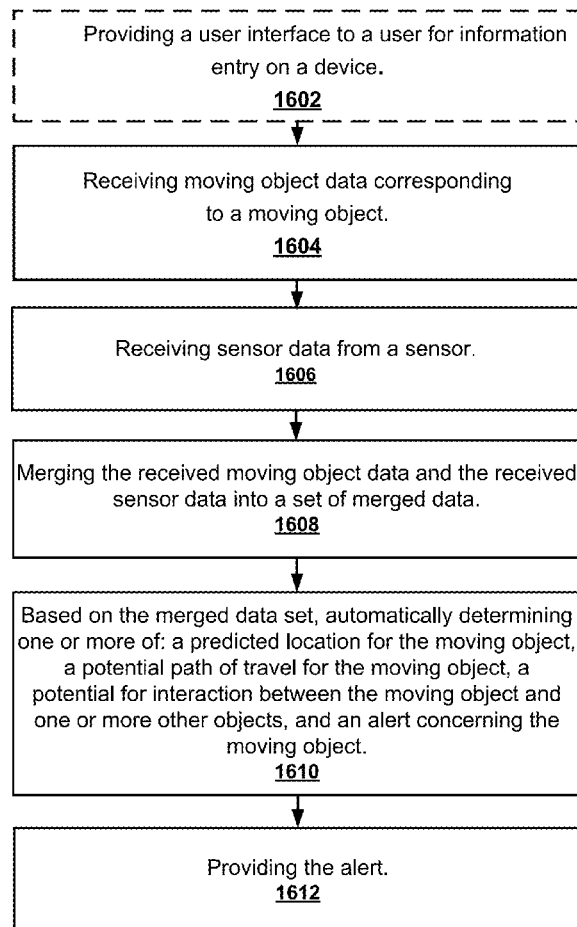 Providing a user interface to a user for information
entry on a device.
1602
Receiving moving object data corresponding
to a moving object.
1604
Receiving sensor data from a sensor.
1606
Merging the received moving object data and the received
sensor data into a set of merged data.
1608
Based on the merged data set, automatically determining
one or more of: a predicted location for the moving object,
a potential path of travel for the moving object, a
potential for interaction between the moving object and
one or more other objects, and an alert concerning the
moving object.
1610
Providing the alert.
1612